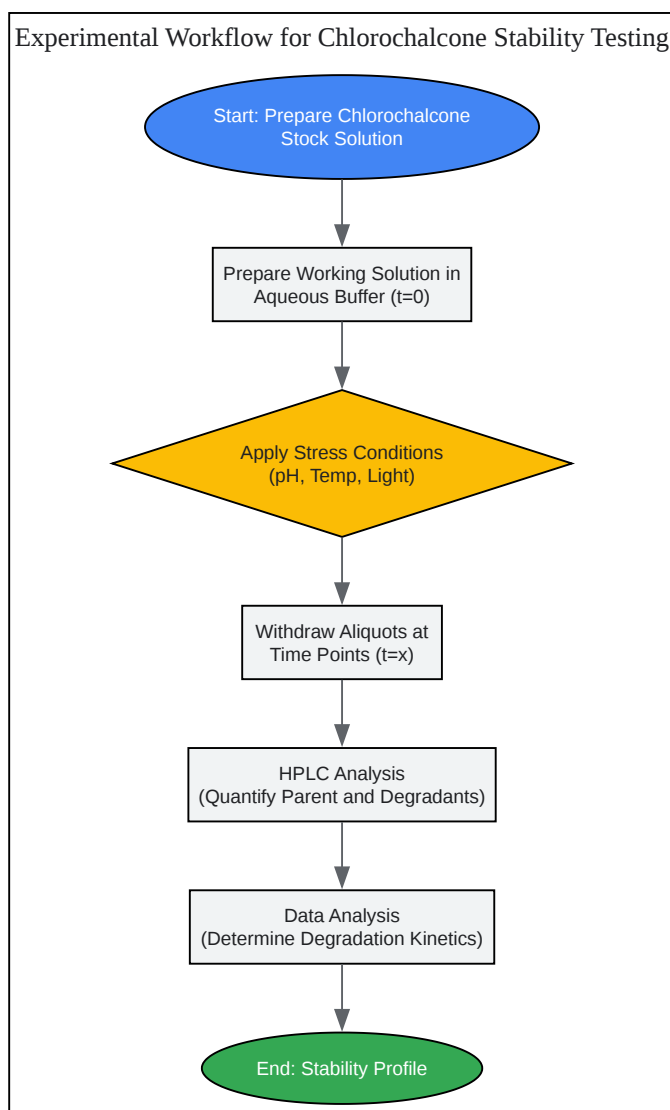 Experimental Workflow for Chlorochalcone Stability Testing
Start: Prepare Chlorochalcone
Stock Solution
Prepare Working Solution in
Aqueous Buffer (t=0)
Apply Stress Conditions
(pH, Temp, Light)
Withdraw Aliquots at
Time Points (t=x)
HPLC Analysis
(Quantify Parent and Degradants)
Data Analysis
(Determine Degradation Kinetics)
End: Stability Profile